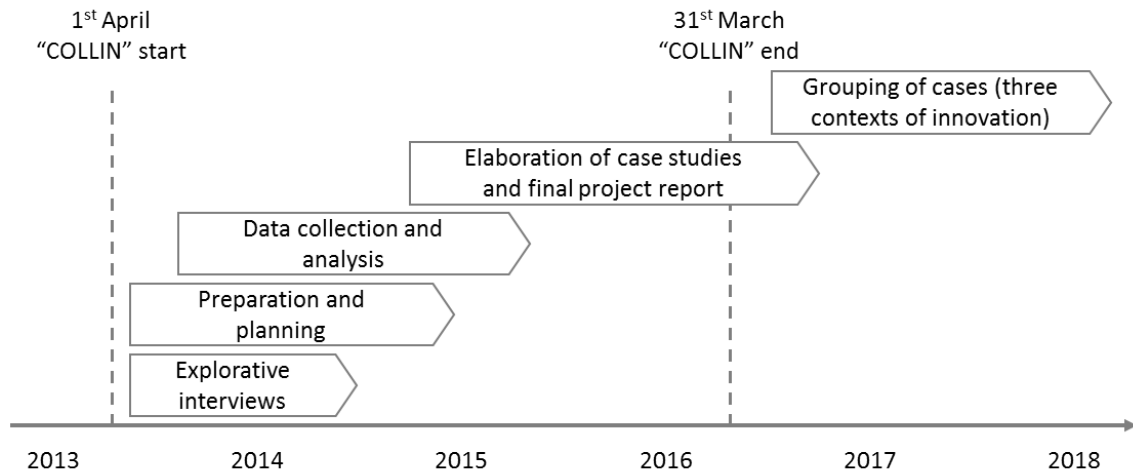 1st April
“COLLIN” start
31st March
“COLLIN” end
Grouping of cases (three
contexts of innovation)
Elaboration of case studies
and final project report
Data collection and
analysis
Preparation and
planning
Explorative
interviews
2013 2014 2015 2016 2017 2018